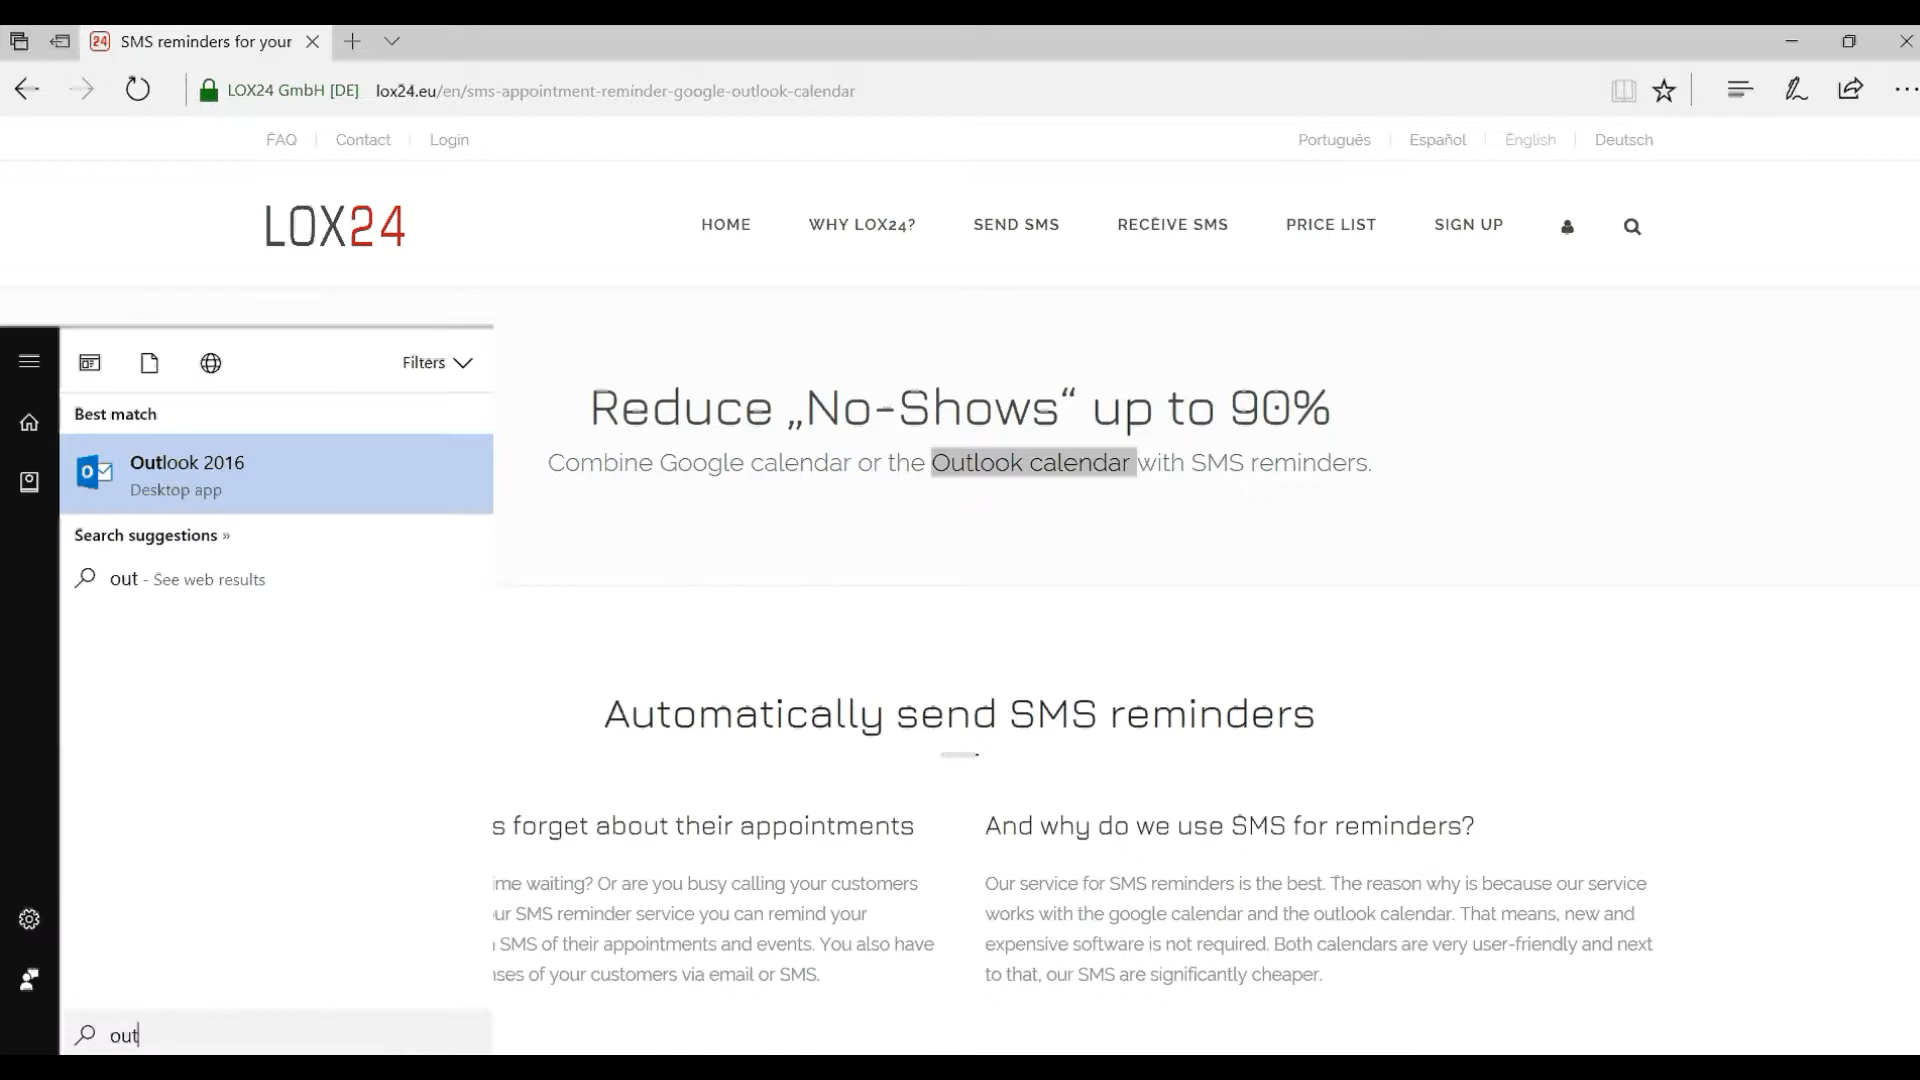 SMS reminders for your
LOX24 GmbH [DE] lox24.eu/en/sms-appointment-reminder-google-outlook-calendar
FAQ Contact Login
Português Español English Deutsch
LOX24
HOME WHY LOX24? SEND SMS RECEIVE SMS PRICE LIST SIGN UP
Filters
Best match
Outlook 2016
Desktop app
Search suggestions »
out - See web results
out
Reduce „No-Shows“ up to 90%
Combine Google calendar or the Outlook calendar with SMS reminders.
Automatically send SMS reminders
s forget about their appointments
me waiting? Or are you busy calling your customers
ur SMS reminder service you can remind your
SMS of their appointments and events. You also have
ses of your customers via email or SMS.
And why do we use SMS for reminders?
Our service for SMS reminders is the best. The reason why is because our service
works with the google calendar and the outlook calendar. That means, new and
expensive software is not required. Both calendars are very user-friendly and next
to that, our SMS are significantly cheaper.